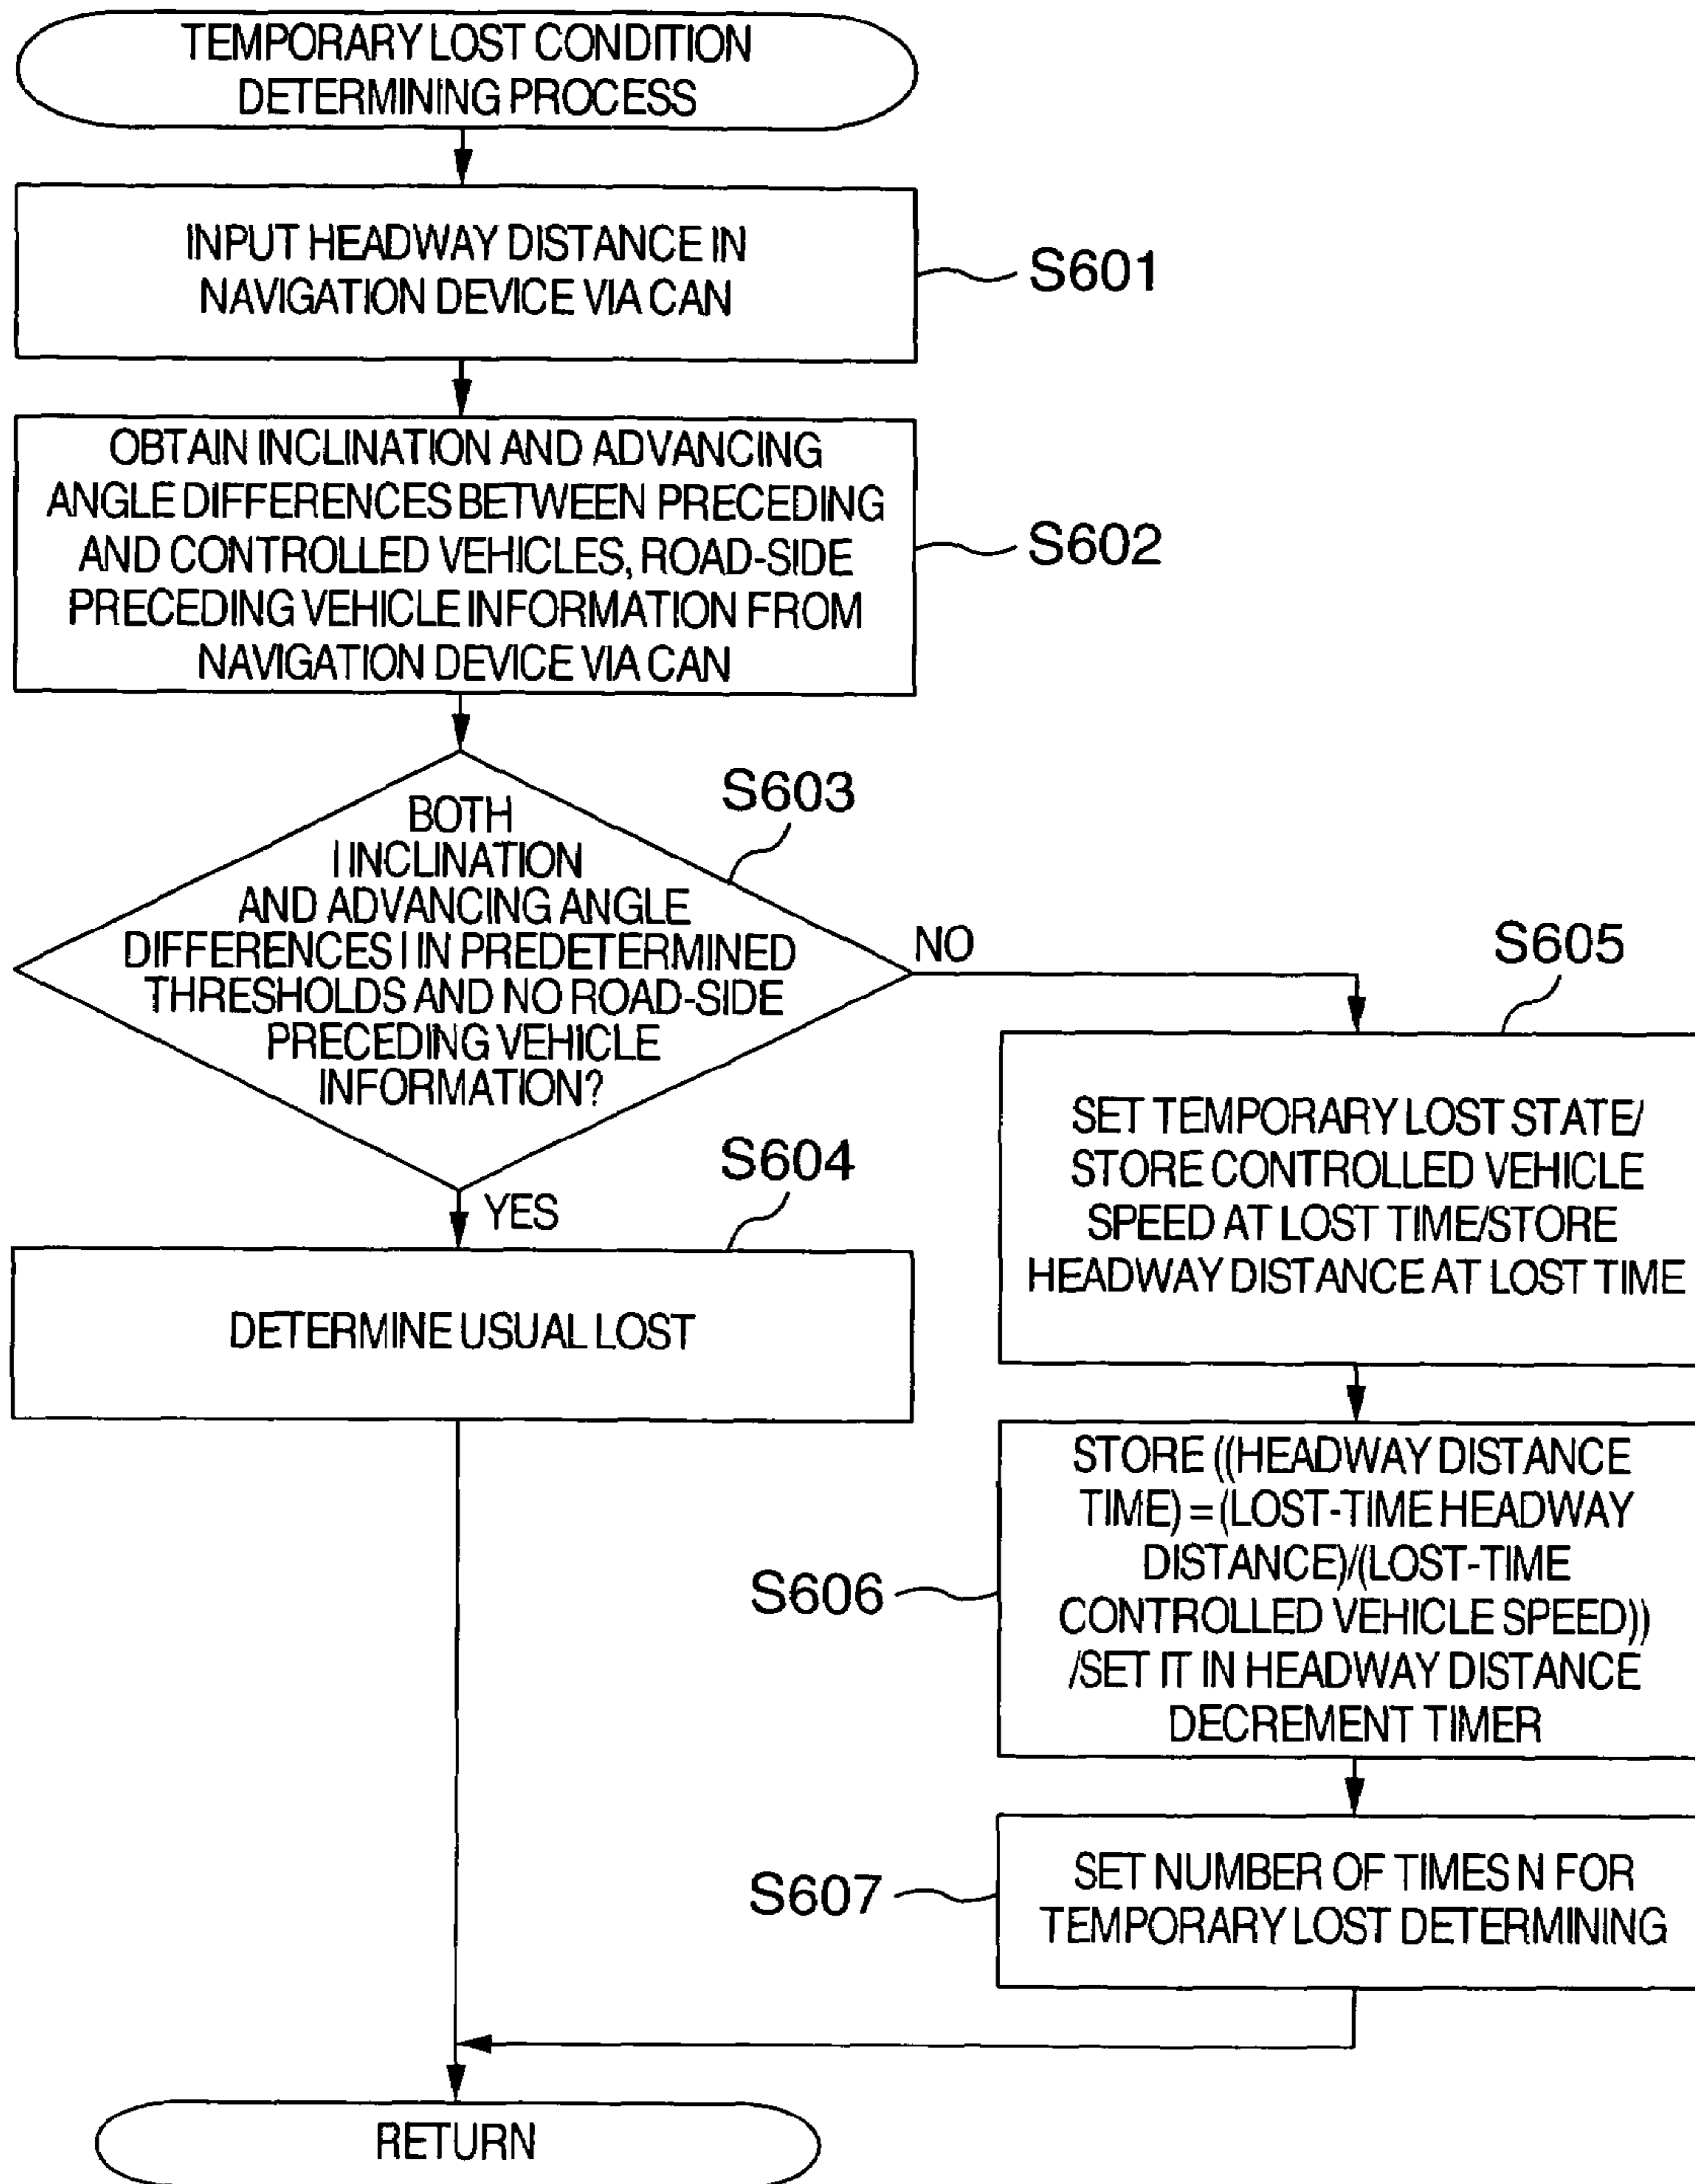 TEMPORARY LOST CONDITION
DETERMINING PROCESS
INPUT HEADWAY DISTANCE IN
NAVIGATION DEVICE VIA CAN
S601
OBTAIN INCLINATION AND ADVANCING
ANGLE DIFFERENCES BETWEEN PRECEDING
AND CONTROLLED VEHICLES, ROAD-SIDE
PRECEDING VEHICLE INFORMATION FROM
NAVIGATION DEVICE VIA CAN
S602
S603
BOTH
| INCLINATION
AND ADVANCING ANGLE
DIFFERENCES | IN PREDETERMINED
THRESHOLDS AND NO ROAD-SIDE
PRECEDING VEHICLE
INFORMATION?
NO
YES
S604
DETERMINE USUAL LOST
S605
SET TEMPORARY LOST STATE/
STORE CONTROLLED VEHICLE
SPEED AT LOST TIME/STORE
HEADWAY DISTANCE AT LOST TIME
STORE ((HEADWAY DISTANCE
TIME) = (LOST-TIME HEADWAY
DISTANCE)/(LOST-TIME
CONTROLLED VEHICLE SPEED))
/SET IT IN HEADWAY DISTANCE
DECREMENT TIMER
S606
SET NUMBER OF TIMES N FOR
TEMPORARY LOST DETERMINING
S607
RETURN